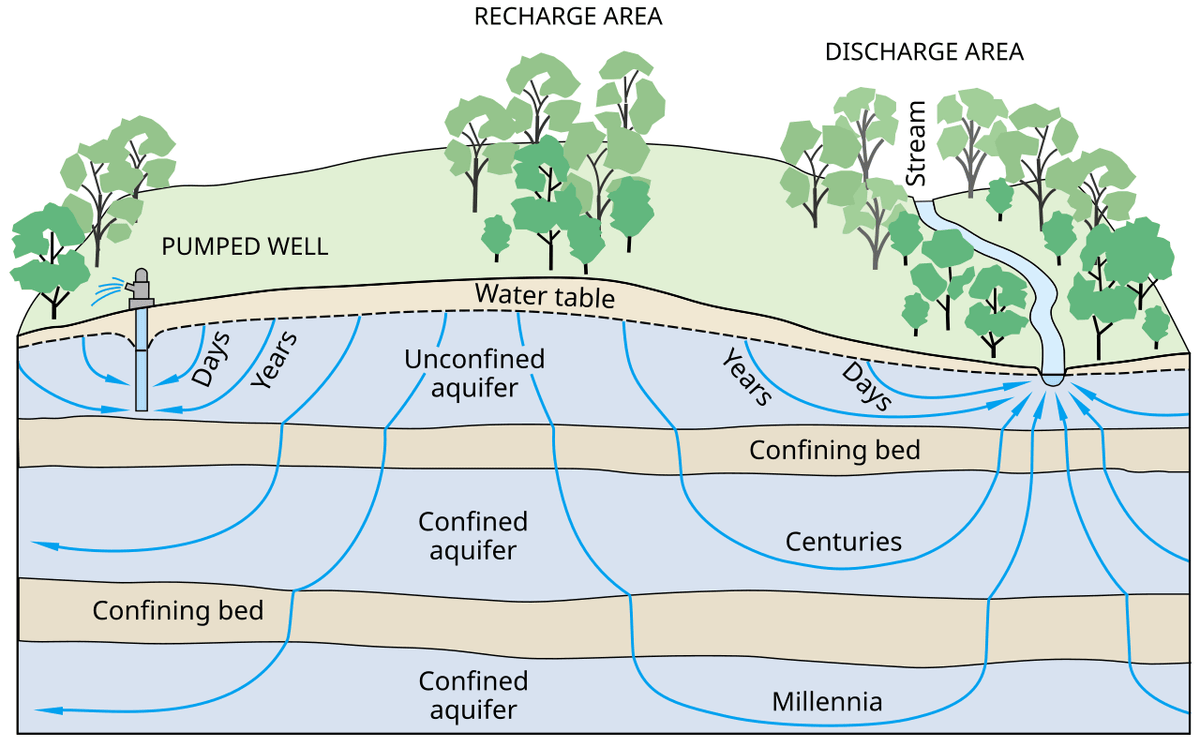 RECHARGE AREA
DISCHARGE AREA
Stream
PUMPED WELL
Water table
Days
Years
Unconfined
aquifer
Years
Days
Confining bed
Confined
aquifer
Centuries
Confining bed
Confined
aquifer
Millennia